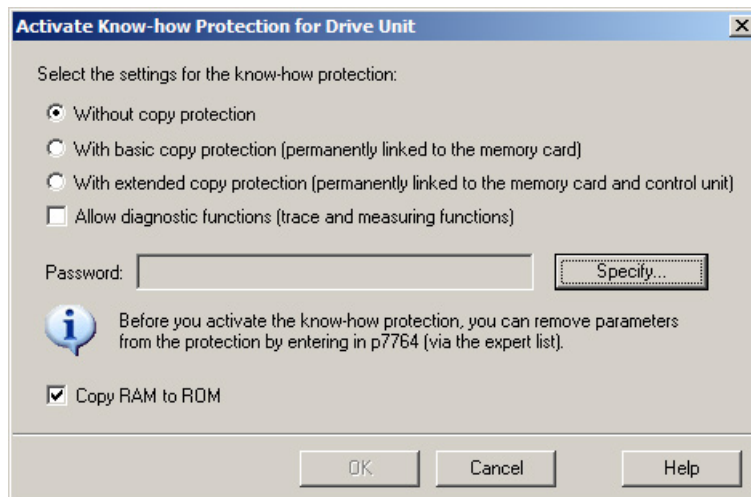 Activate Know-how Protection for Drive Unit
Select the settings for the know-how protection:
Without copy protection
With basic copy protection (permanently linked to the memory card)
With extended copy protection (permanently linked to the memory card and control unit)
Allow diagnostic functions (trace and measuring functions)
Password:
Specify...
Before you activate the know-how protection, you can remove parameters
from the protection by entering in p7764 (via the expert list).
Copy RAM to ROM
OK
Cancel
Help